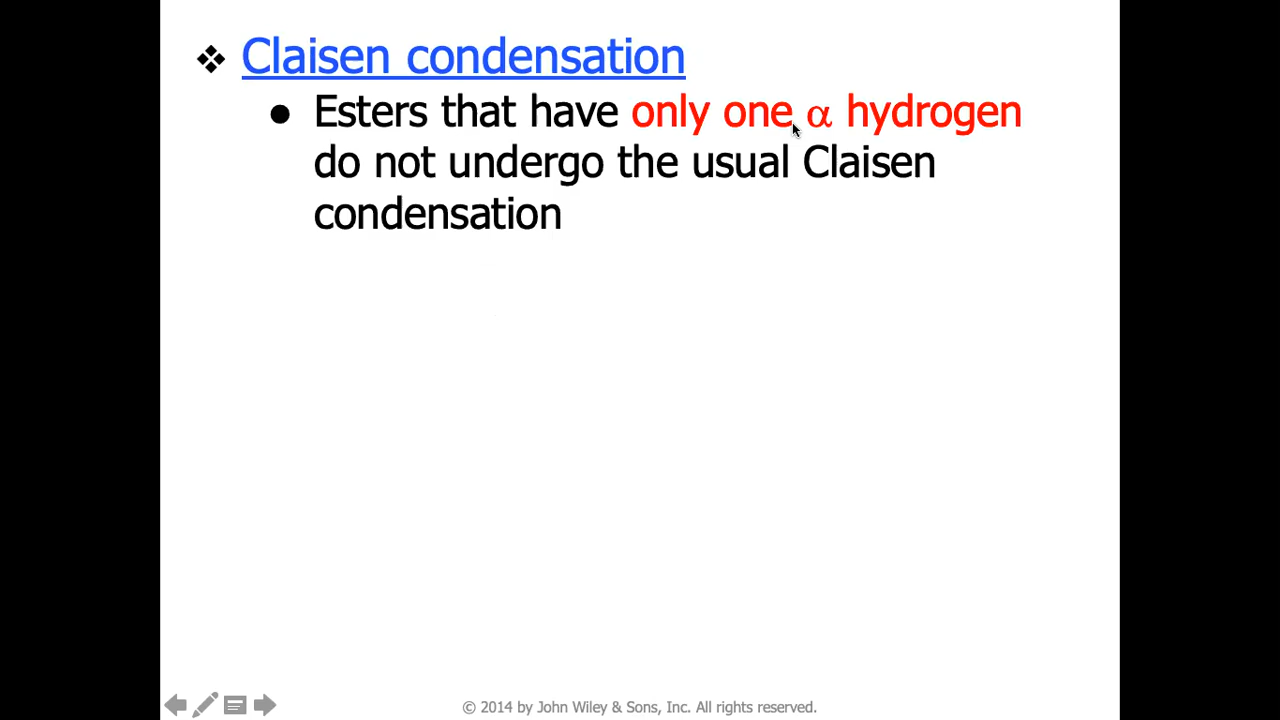 ❖ Claisen condensation
● Esters that have only one α hydrogen
do not undergo the usual Claisen
condensation
© 2014 by John Wiley & Sons, Inc. All rights reserved.